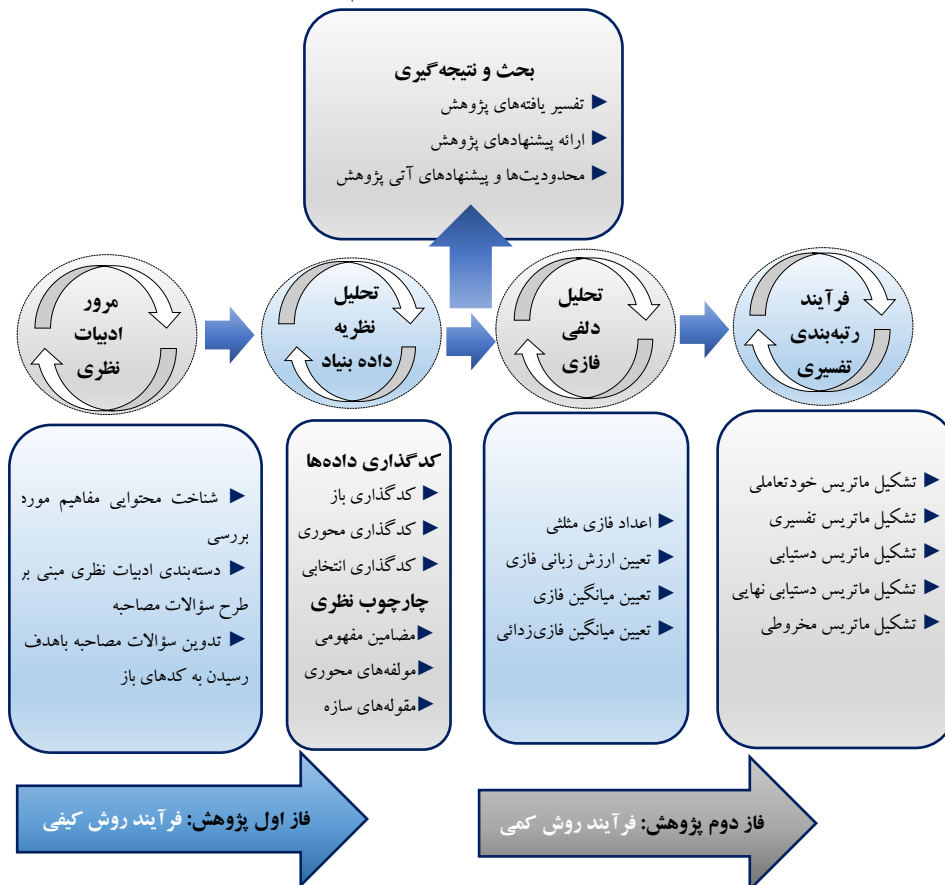 بحث و نتیجه‌گیری
تفسیر یافته‌های پژوهش
ارائه پیشنهادهای پژوهش
محدودیت‌ها و پیشنهادهای آتی پژوهش
مرور
ادبیات
نظری
تحلیل
نظریه
داده بنیاد
تحلیل
دلفی
فازی
فرآیند
رتبه‌بندی
تفسیری
شناخت محتوایی مفاهیم مورد
بررسی
دسته‌بندی ادبیات نظری مبنی بر
طرح سؤالات مصاحبه
تدوین سؤالات مصاحبه باهدف
رسیدن به کدهای باز
کدگذاری داده‌ها
کدگذاری باز
کدگذاری محوری
کدگذاری انتخابی
چارچوب نظری
مضامین مفهومی
مولفه‌های محوری
مقوله‌های سازه
اعداد فازی مثلثی
تعیین ارزش زبانی فازی
تعیین میانگین فازی
تعیین میانگین فازی‌زدائی
تشکیل ماتریس خودتعاملی
تشکیل ماتریس تفسیری
تشکیل ماتریس دستیابی
تشکیل ماتریس دستیابی نهایی
تشکیل ماتریس مخروطی
فاز اول پژوهش: فرآیند روش کیفی
فاز دوم پژوهش: فرآیند روش کمی